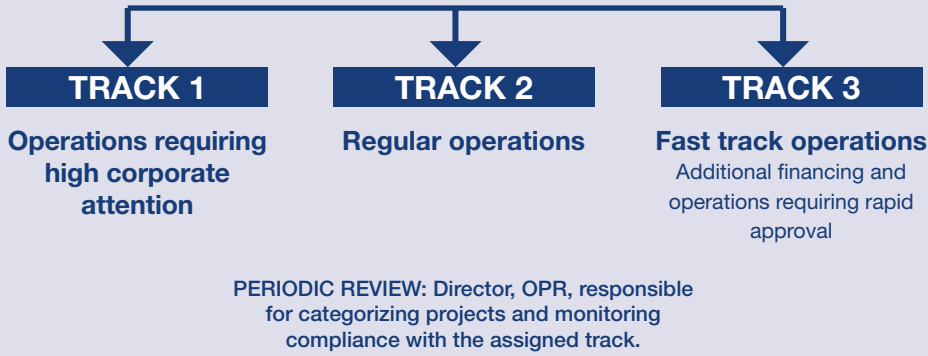 TRACK 1
Operations requiring
high corporate
attention
TRACK 2
Regular operations
TRACK 3
Fast track operations
Additional financing and
operations requiring rapid
approval
PERIODIC REVIEW: Director, OPR, responsible
for categorizing projects and monitoring
compliance with the assigned track.